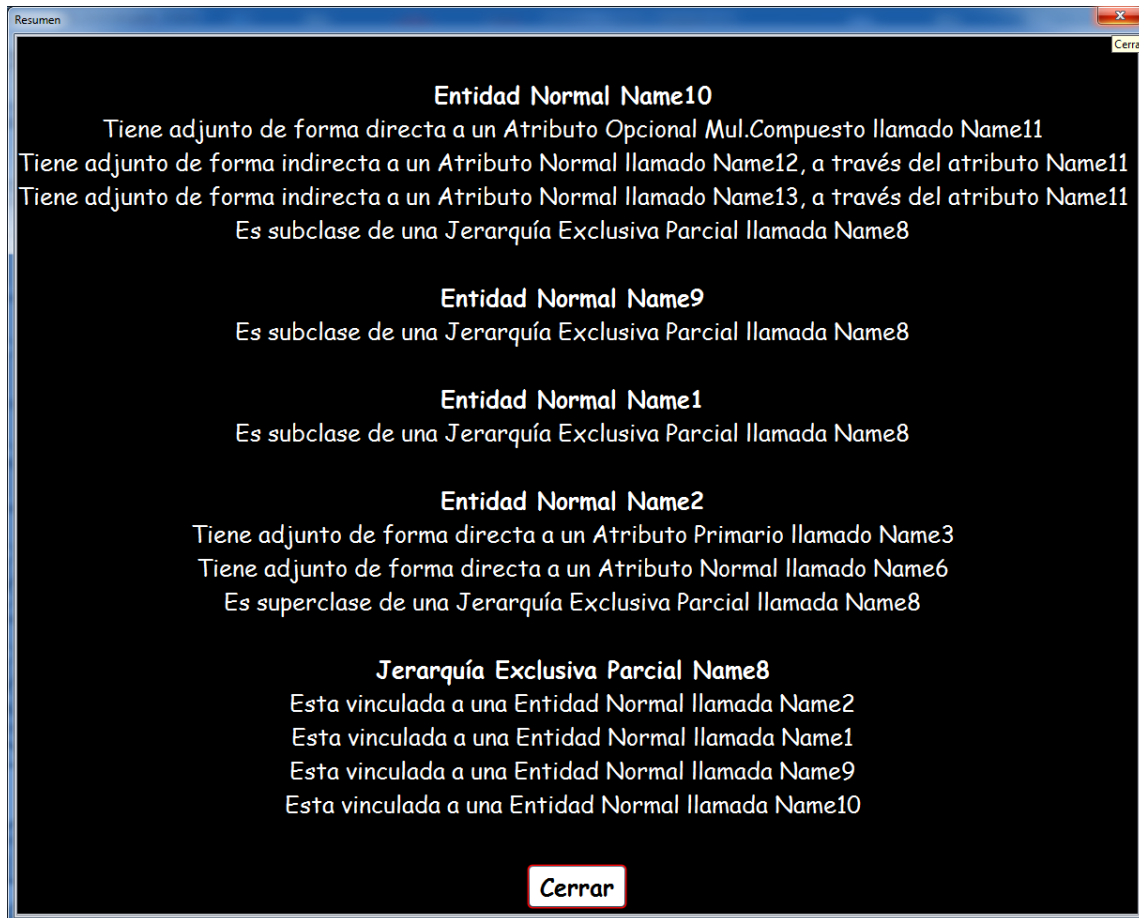 Resumen
Cerra
Entidad Normal Name10
Tiene adjunto de forma directa a un Atributo Opcional Mul.Compuesto llamado Name11
Tiene adjunto de forma indirecta a un Atributo Normal llamado Name12, a través del atributo Name11
Tiene adjunto de forma indirecta a un Atributo Normal llamado Name13, a través del atributo Name11
Es subclase de una Jerarquía Exclusiva Parcial llamada Name8
Entidad Normal Name9
Es subclase de una Jerarquía Exclusiva Parcial llamada Name8
Entidad Normal Name1
Es subclase de una Jerarquía Exclusiva Parcial llamada Name8
Entidad Normal Name2
Tiene adjunto de forma directa a un Atributo Primario llamado Name3
Tiene adjunto de forma directa a un Atributo Normal llamado Name6
Es superclase de una Jerarquía Exclusiva Parcial llamada Name8
Jerarquía Exclusiva Parcial Name8
Esta vinculada a una Entidad Normal llamada Name2
Esta vinculada a una Entidad Normal llamada Name1
Esta vinculada a una Entidad Normal llamada Name9
Esta vinculada a una Entidad Normal llamada Name10
Cerrar